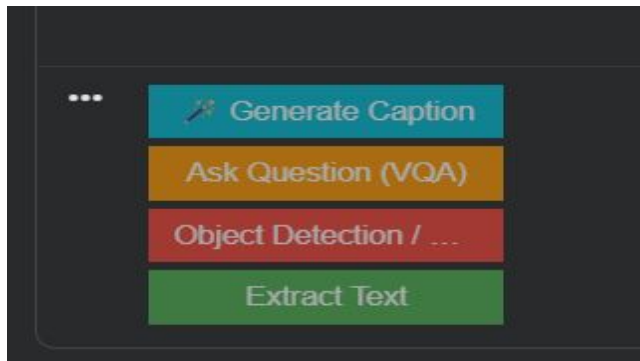 Generate Caption
Ask Question (VQA)
Object Detection / ...
Extract Text